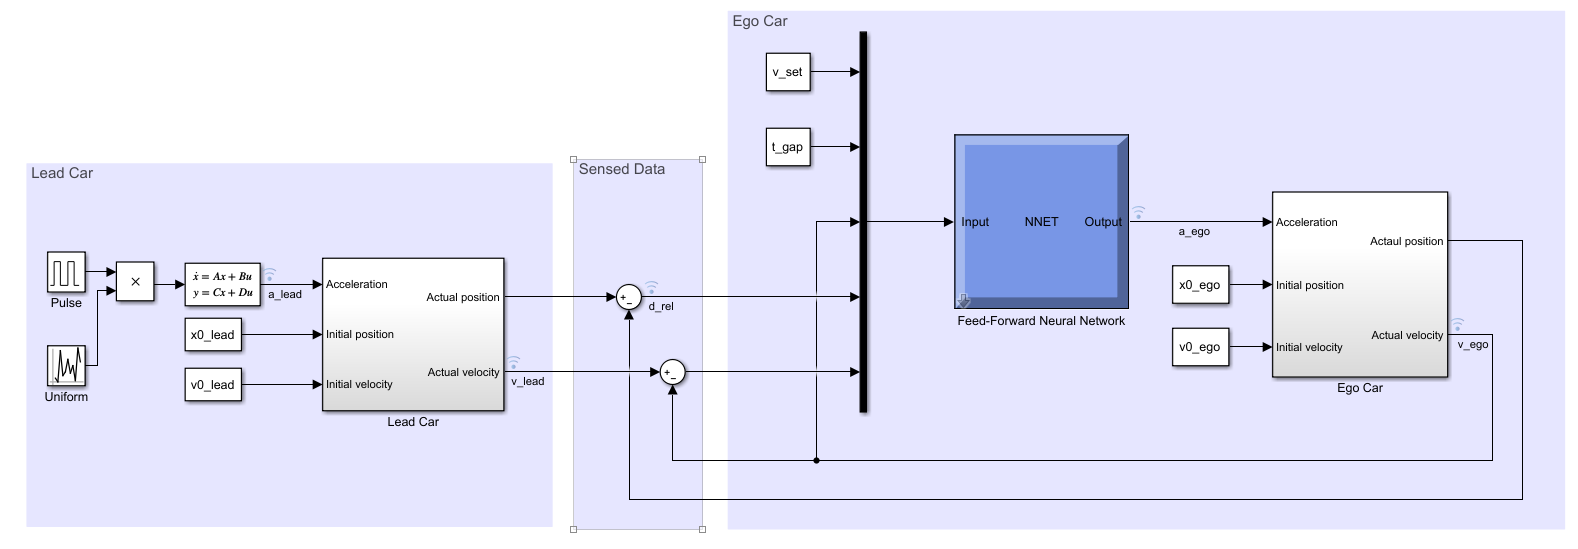 Ego Car
v_set
t_gap
Lead Car
Sensed Data
Input
NNET
Output
a_ego
Feed-Forward Neural Network
Acceleration
Actaul position
x0_ego
Initial position
Actual velocity
v_ego
v0_ego
Initial velocity
Ego Car
Pulse
×
ẋ = Ax + Bu
y = Cx + Du
a_lead
Acceleration
Actual position
+
−
d_rel
x0_lead
Initial position
Uniform
v0_lead
Initial velocity
Actual velocity
v_lead
+
−
Lead Car